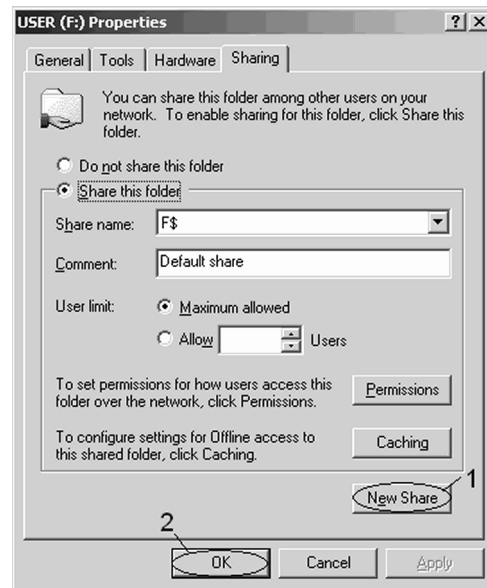 USER (F:) Properties
General Tools Hardware Sharing
You can share this folder among other users on your
network. To enable sharing for this folder, click Share this
folder.
Do not share this folder
Share this folder
Share name: F$
Comment: Default share
User limit: Maximum allowed
Allow Users
To set permissions for how users access this
folder over the network, click Permissions.
Permissions
To configure settings for Offline access to
this shared folder, click Caching.
Caching
1
New Share
2
OK Cancel Apply